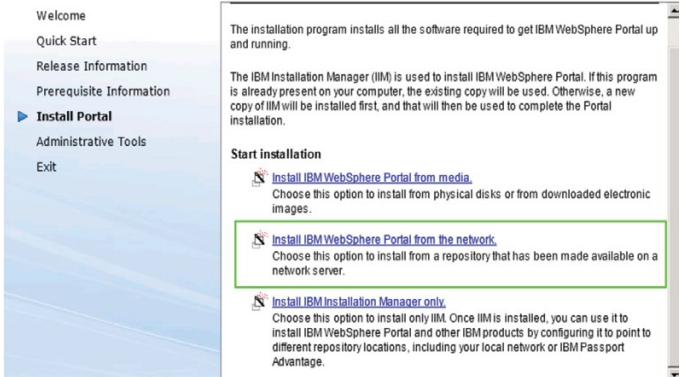 Welcome
Quick Start
Release Information
Prerequisite Information
Install Portal
Administrative Tools
Exit
The installation program installs all the software required to get IBM WebSphere Portal up
and running.
The IBM Installation Manager (IIM) is used to install IBM WebSphere Portal. If this program
is already present on your computer, the existing copy will be used. Otherwise, a new
copy of IIM will be installed first, and that will then be used to complete the Portal
installation.
Start installation
Install IBM WebSphere Portal from media.
Choose this option to install from physical disks or from downloaded electronic
images.
Install IBM WebSphere Portal from the network.
Choose this option to install from a repository that has been made available on a
network server.
Install IBM Installation Manager only.
Choose this option to install only IIM. Once IIM is installed, you can use it to
install IBM WebSphere Portal and other IBM products by configuring it to point to
different repository locations, including your local network or IBM Passport
Advantage.